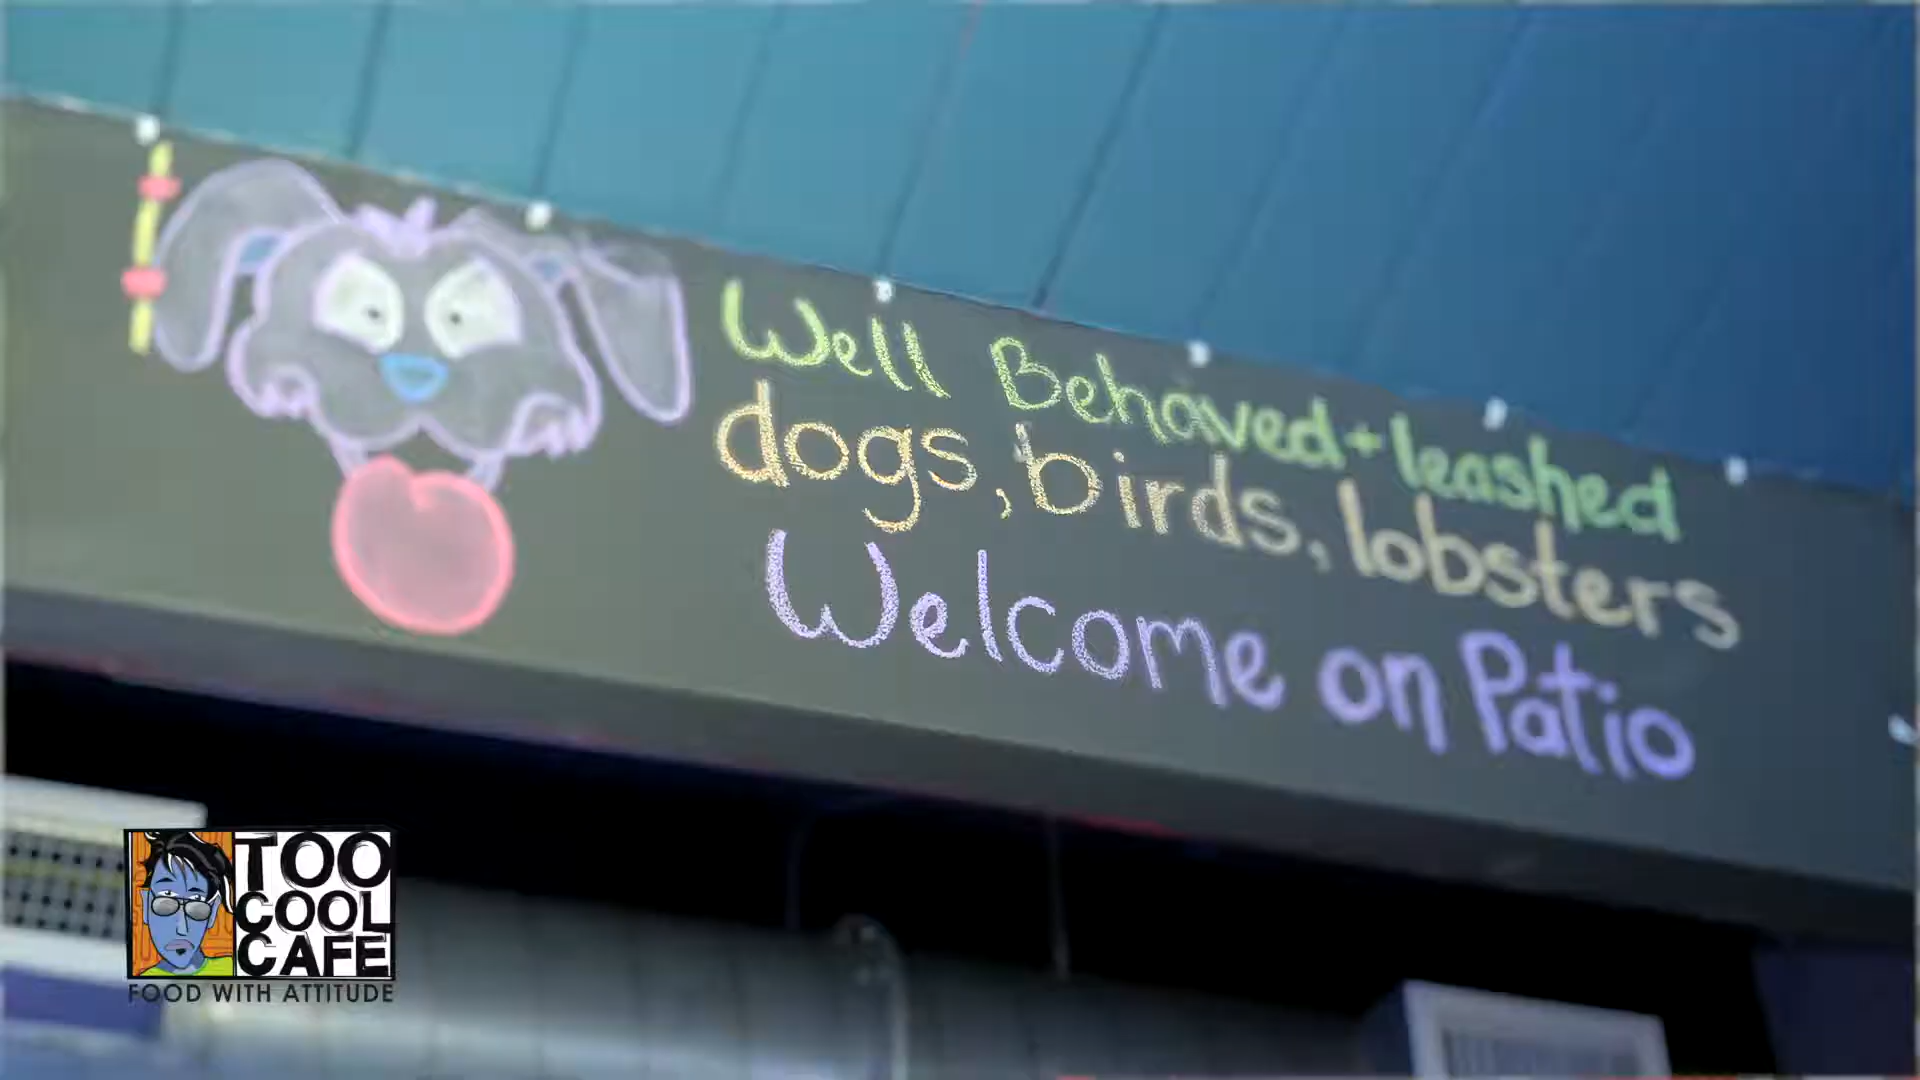 Well Behaved + leashed
dogs, birds, lobsters
Welcome on Patio
TOO
COOL
CAFE
FOOD WITH ATTITUDE